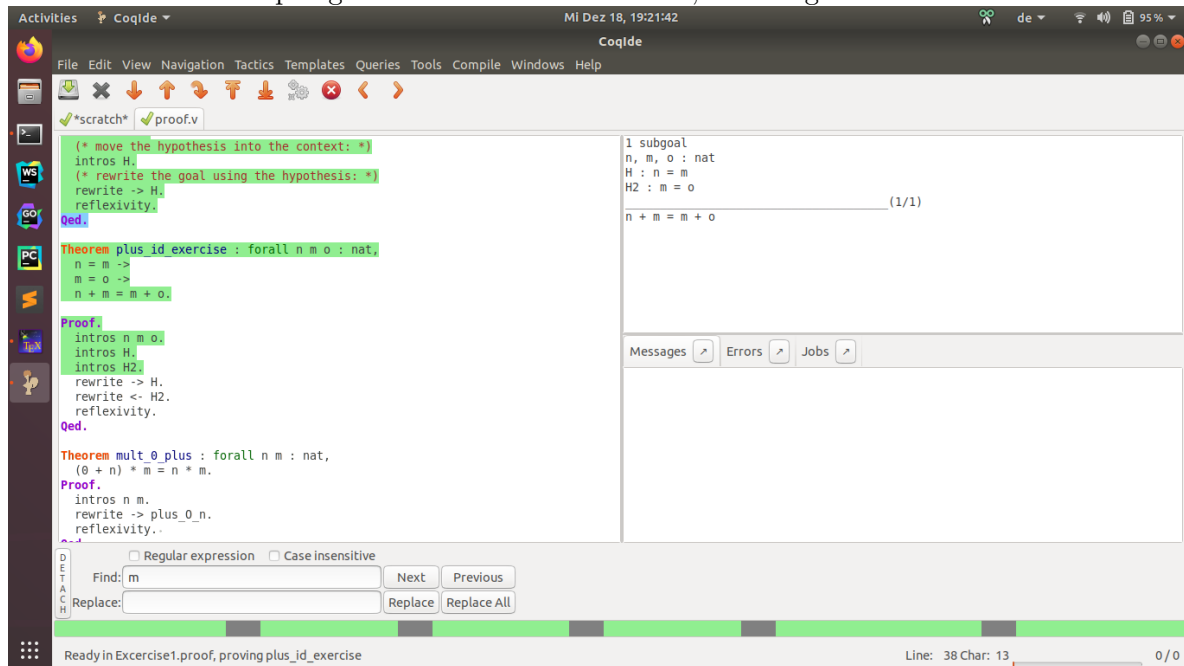 Activities CoqIde Mi Dez 18, 19:21:42 de 95 %
CoqIde
File Edit View Navigation Tactics Templates Queries Tools Compile Windows Help
*scratch* proof.v
(* move the hypothesis into the context: *)
intros H.
(* rewrite the goal using the hypothesis: *)
rewrite -> H.
reflexivity.
Qed.
Theorem plus_id_exercise : forall n m o : nat,
n = m ->
m = o ->
n + m = m + o.
Proof.
intros n m o.
intros H.
intros H2.
rewrite -> H.
rewrite <- H2.
reflexivity.
Qed.
Theorem mult_0_plus : forall n m : nat,
(0 + n) * m = n * m.
Proof.
intros n m.
rewrite -> plus_O_n.
reflexivity.
1 subgoal
n, m, o : nat
H : n = m
H2 : m = o
(1/1)
n + m = m + o
Messages Errors Jobs
DETACH
Regular expression Case insensitive
Find: m Next Previous
Replace: Replace Replace All
Ready in Excercise1.proof, proving plus_id_exercise Line: 38 Char: 13 0 / 0
WS
GO
PC
TEX